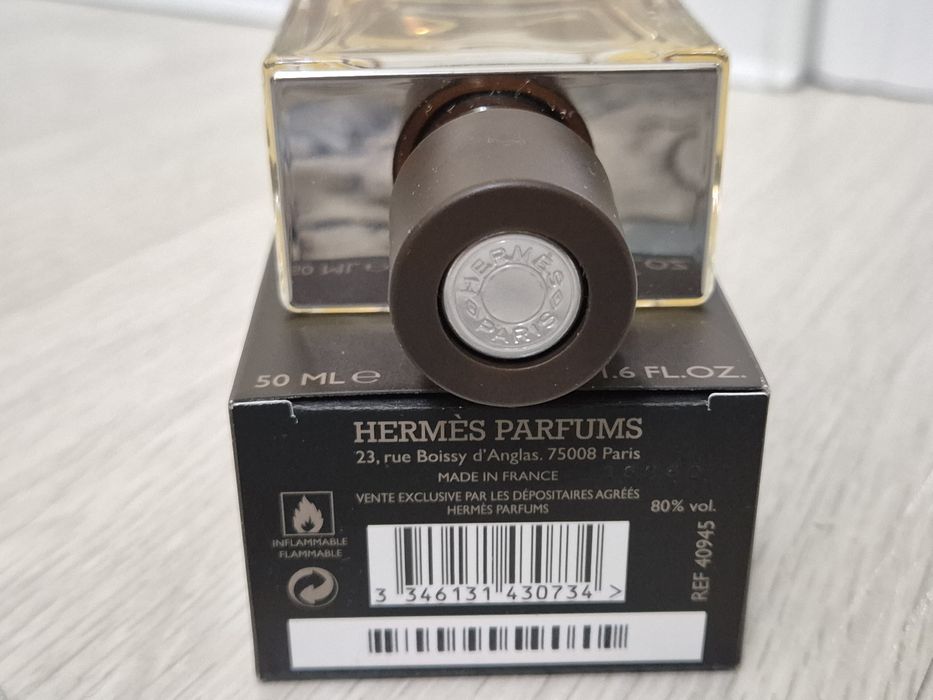 HERMÈS
PARIS
50 ML e
1.6 FL.OZ.
HERMÈS PARFUMS
23, rue Boissy d'Anglas. 75008 Paris
MADE IN FRANCE
VENTE EXCLUSIVE PAR LES DÉPOSITAIRES AGRÉÉS
HERMÈS PARFUMS
80% vol.
INFLAMMABLE
FLAMMABLE
REF 40945
3 346131 430734 >